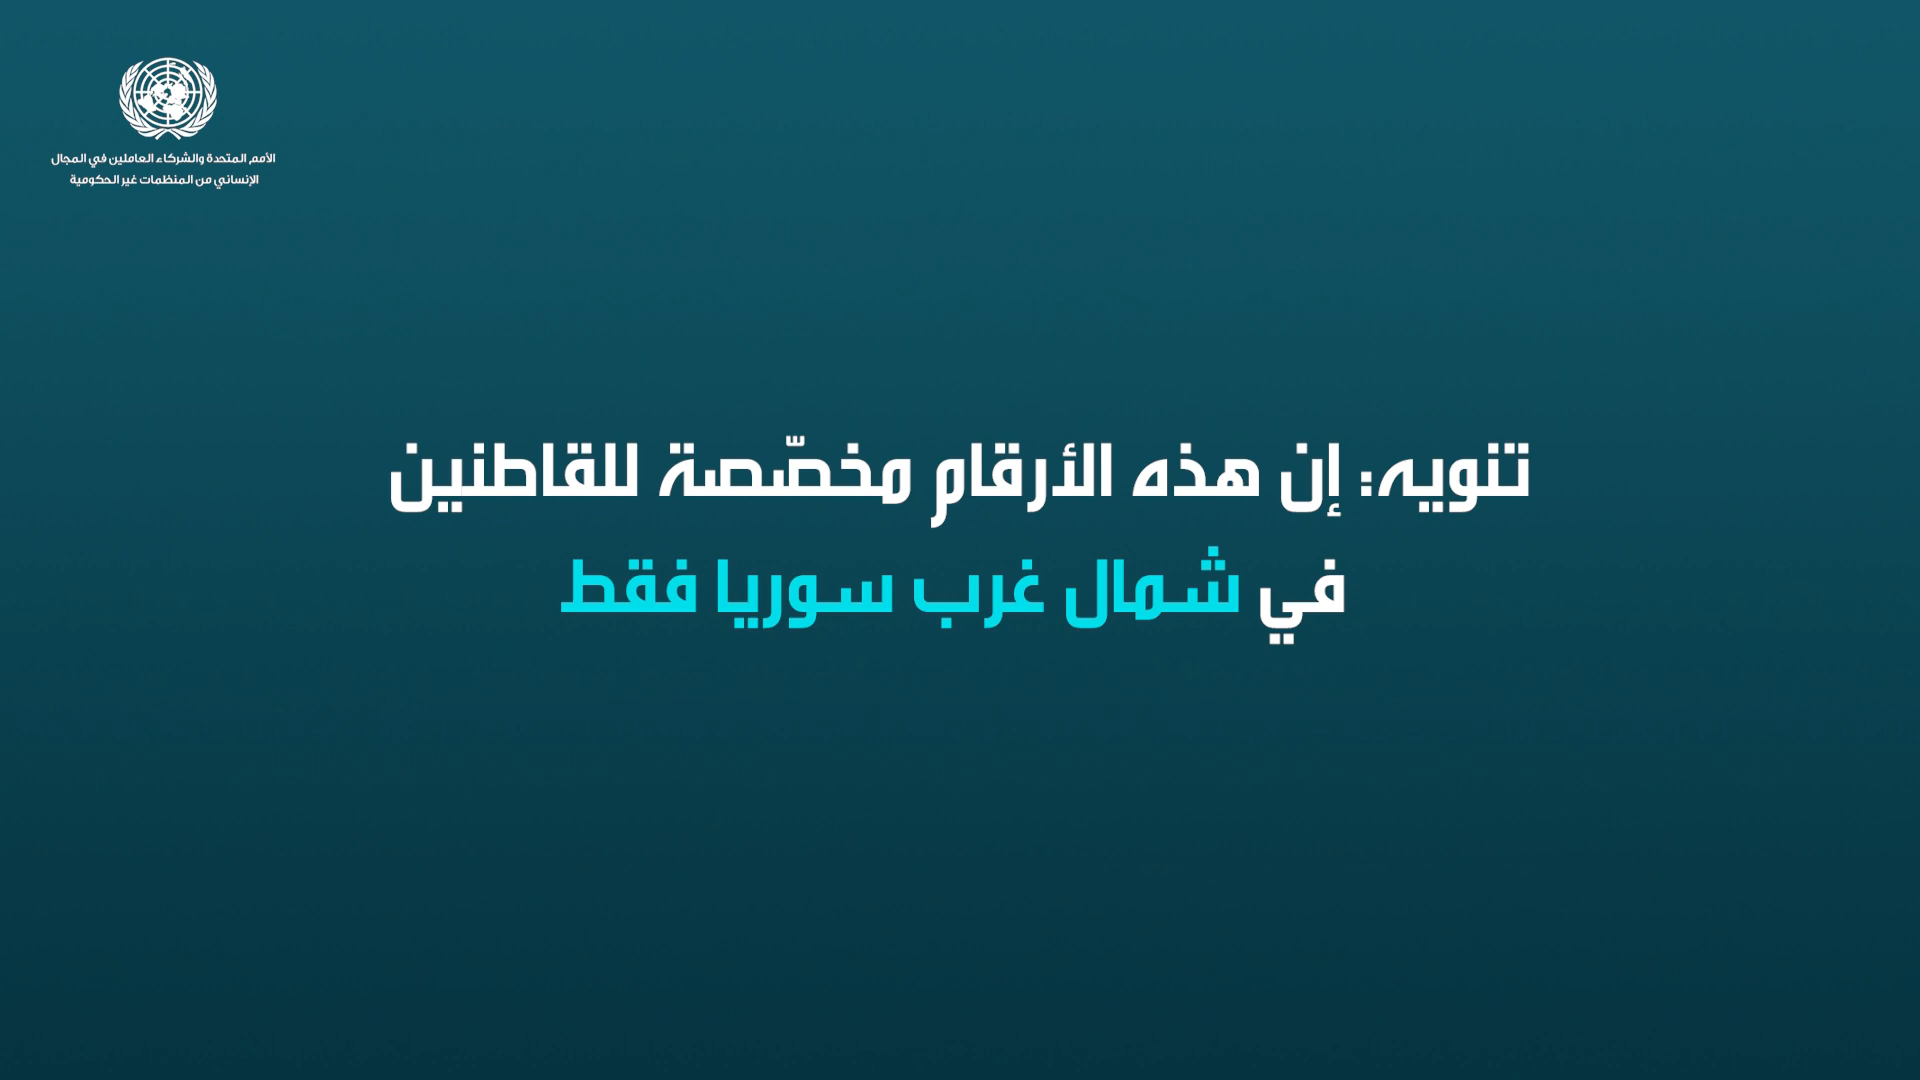 الأمم المتحدة والشركاء العاملين في المجال
الإنساني من المنظمات غير الحكومية
تنويه: إن هذه الأرقام مخصّصة للقاطنين
في شمال غرب سوريا فقط